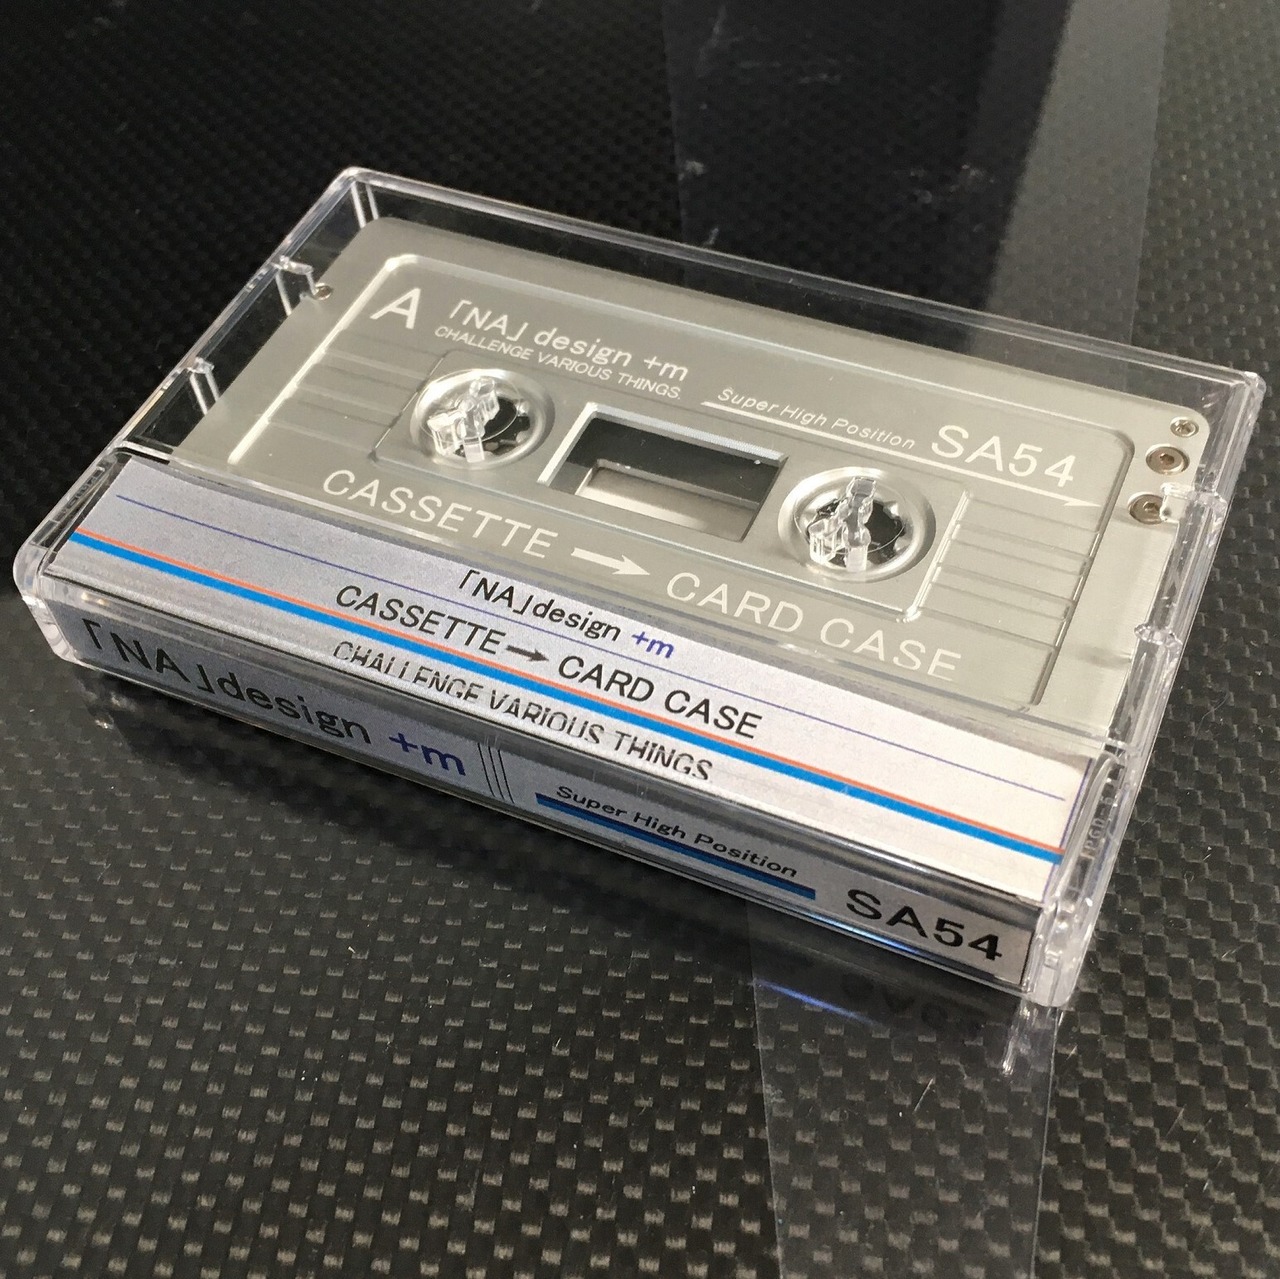 A
「NA」 design +m
CHALLENGE VARIOUS THINGS.
Super High Position
SA54
CASSETTE → CARD CASE
「NA」design +m
CASSETTE → CARD CASE
CHALLENGE VARIOUS THINGS
「NA」design +m
Super High Position
SA54